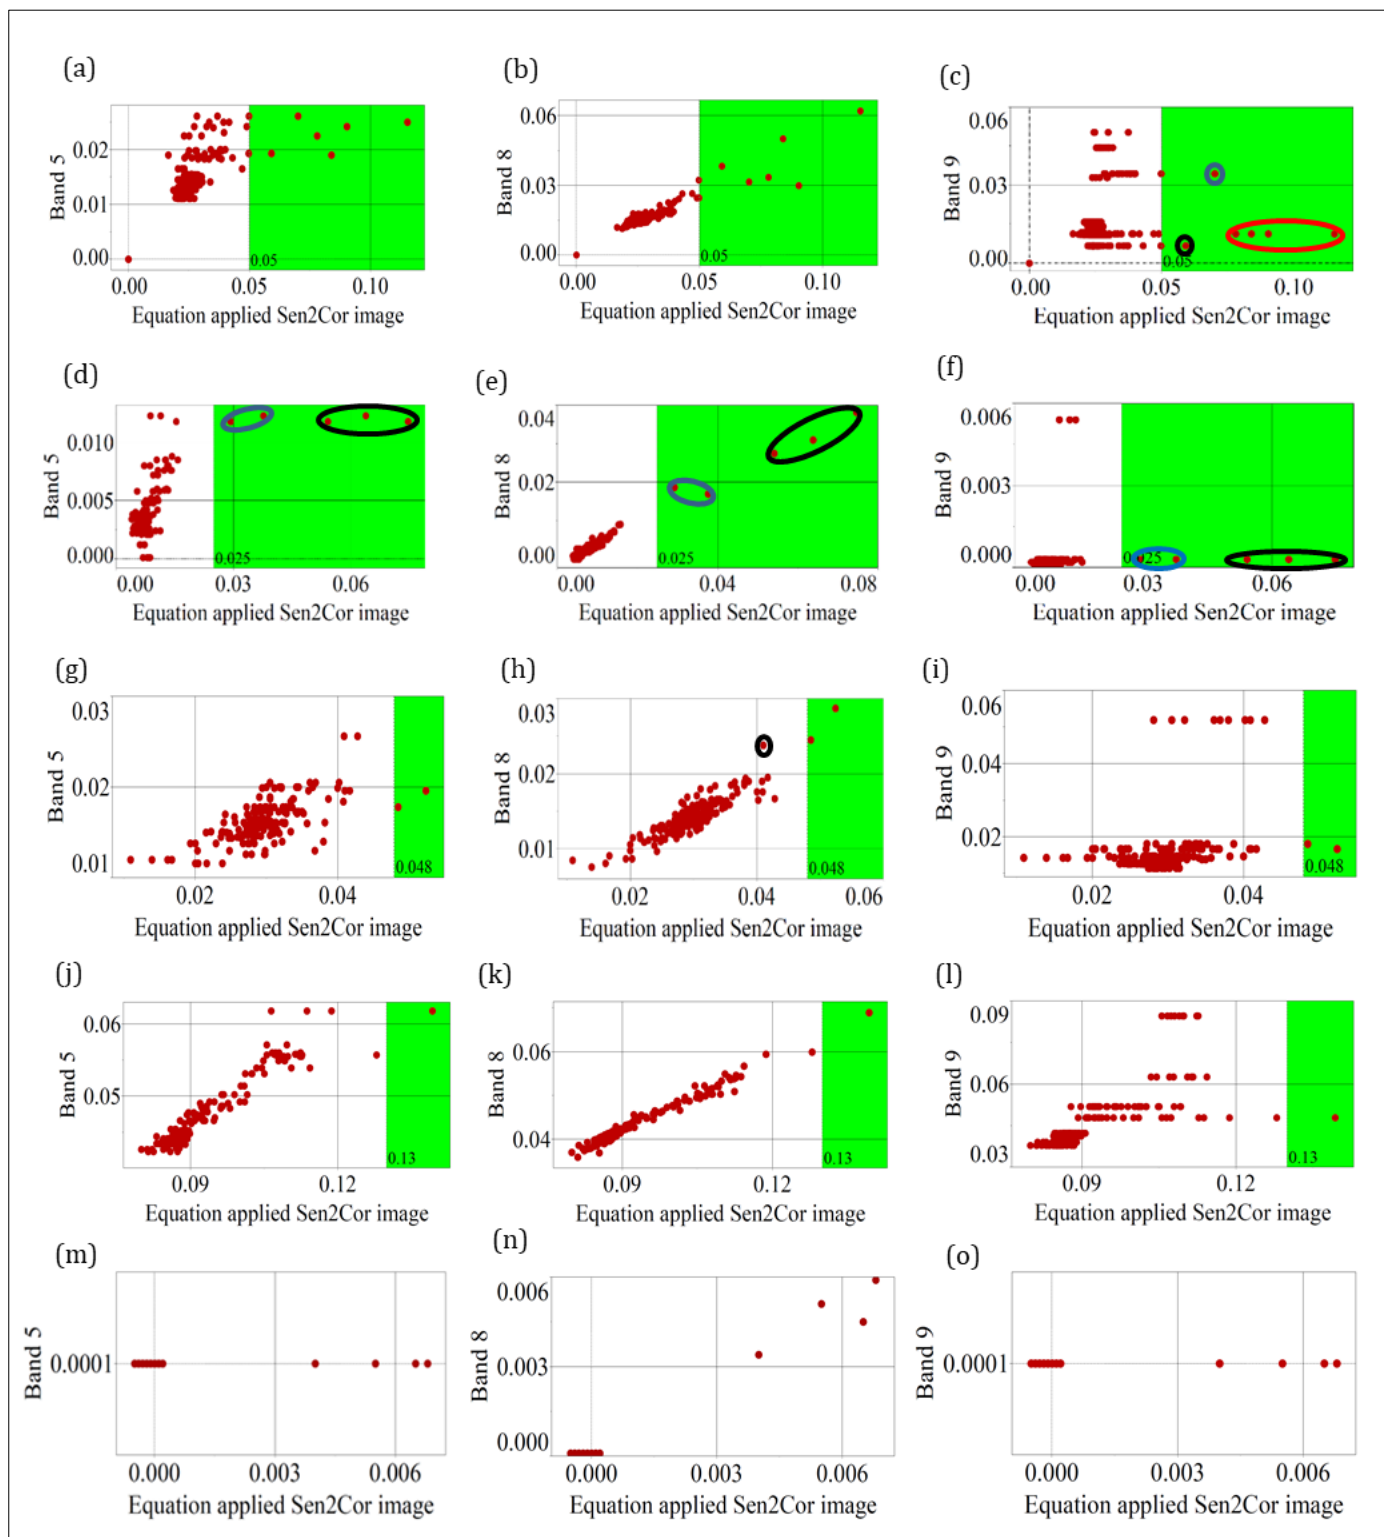 (a)
Band 5
0.02
0.01
0.00
0.05
0.00 0.05 0.10
Equation applied Sen2Cor image
(b)
Band 8
0.06
0.03
0.00
0.05
0.00 0.05 0.10
Equation applied Sen2Cor image
(c)
Band 9
0.06
0.03
0.00
0.05
0.00 0.05 0.10
Equation applied Sen2Cor image
(d)
Band 5
0.010
0.005
0.000
0.025
0.00 0.03 0.06
Equation applied Sen2Cor image
(e)
Band 8
0.04
0.02
0.00
0.025
0.00 0.04 0.08
Equation applied Sen2Cor image
(f)
Band 9
0.006
0.003
0.000
0.025
0.00 0.03 0.06
Equation applied Sen2Cor image
(g)
Band 5
0.03
0.02
0.01
0.048
0.02 0.04
Equation applied Sen2Cor image
(h)
Band 8
0.03
0.02
0.01
0.048
0.02 0.04 0.06
Equation applied Sen2Cor image
(i)
Band 9
0.06
0.04
0.02
0.048
0.02 0.04
Equation applied Sen2Cor image
(j)
Band 5
0.06
0.05
0.13
0.09 0.12
Equation applied Sen2Cor image
(k)
Band 8
0.06
0.04
0.13
0.09 0.12
Equation applied Sen2Cor image
(l)
Band 9
0.09
0.06
0.03
0.13
0.09 0.12
Equation applied Sen2Cor image
(m)
Band 5
0.0001
0.000 0.003 0.006
Equation applied Sen2Cor image
(n)
Band 8
0.006
0.003
0.000
0.000 0.003 0.006
Equation applied Sen2Cor image
(o)
Band 9
0.0001
0.000 0.003 0.006
Equation applied Sen2Cor image